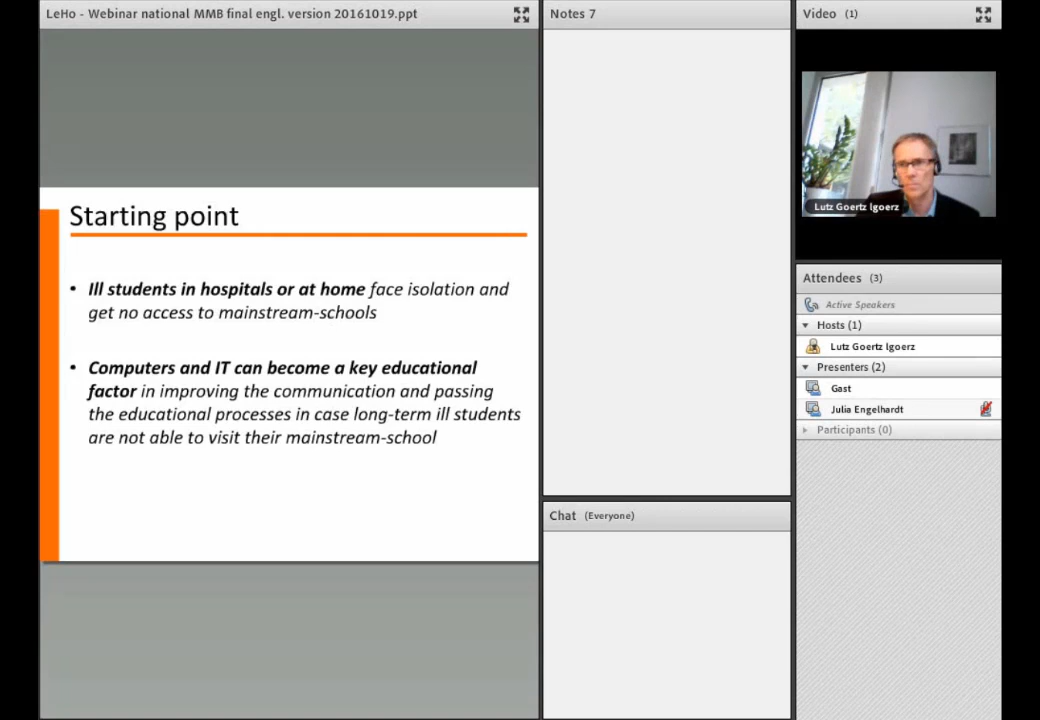 LeHo - Webinar national MMB final engl. version 20161019.ppt
Starting point
• Ill students in hospitals or at home face isolation and
get no access to mainstream-schools
• Computers and IT can become a key educational
factor in improving the communication and passing
the educational processes in case long-term ill students
are not able to visit their mainstream-school
Notes 7
Chat (Everyone)
Video (1)
Lutz Goertz lgoerz
Attendees (3)
Active Speakers
Hosts (1)
Lutz Goertz lgoerz
Presenters (2)
Gast
Julia Engelhardt
Participants (0)